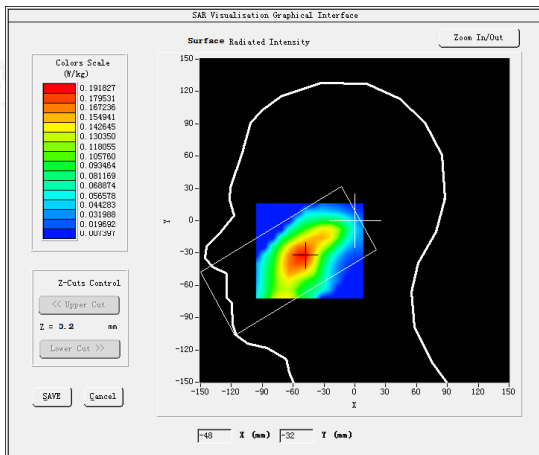 SAR Visualisation Graphical Interface
Surface Radiated Intensity
Zoom In/Out
Colors Scale
(W/kg)
0.191827
0.179531
0.167236
0.154941
0.142645
0.130350
0.118055
0.105760
0.093464
0.081169
0.068874
0.056578
0.044283
0.031988
0.019692
0.007397
Z-Cuts Control
<< Upper Cut
Z = 0.2 mm
Lower Cut >>
SAVE Cancel
150
120
90
60
30
0
-30
-60
-90
-120
-150
Y
-150 -120 -90 -60 -30 0 30 60 90 120 150
X
-48 X (mm) -32 Y (mm)